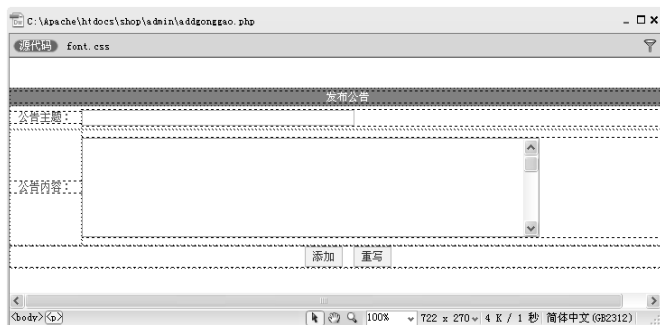 C:\Apache\htdocs\shop\admin\addgonggao.php
源代码 font.css
发布公告
公告主题：
公告内容：
添加 重写
<body> <p> 100% 722 x 270 4 K / 1 秒 简体中文(GB2312)